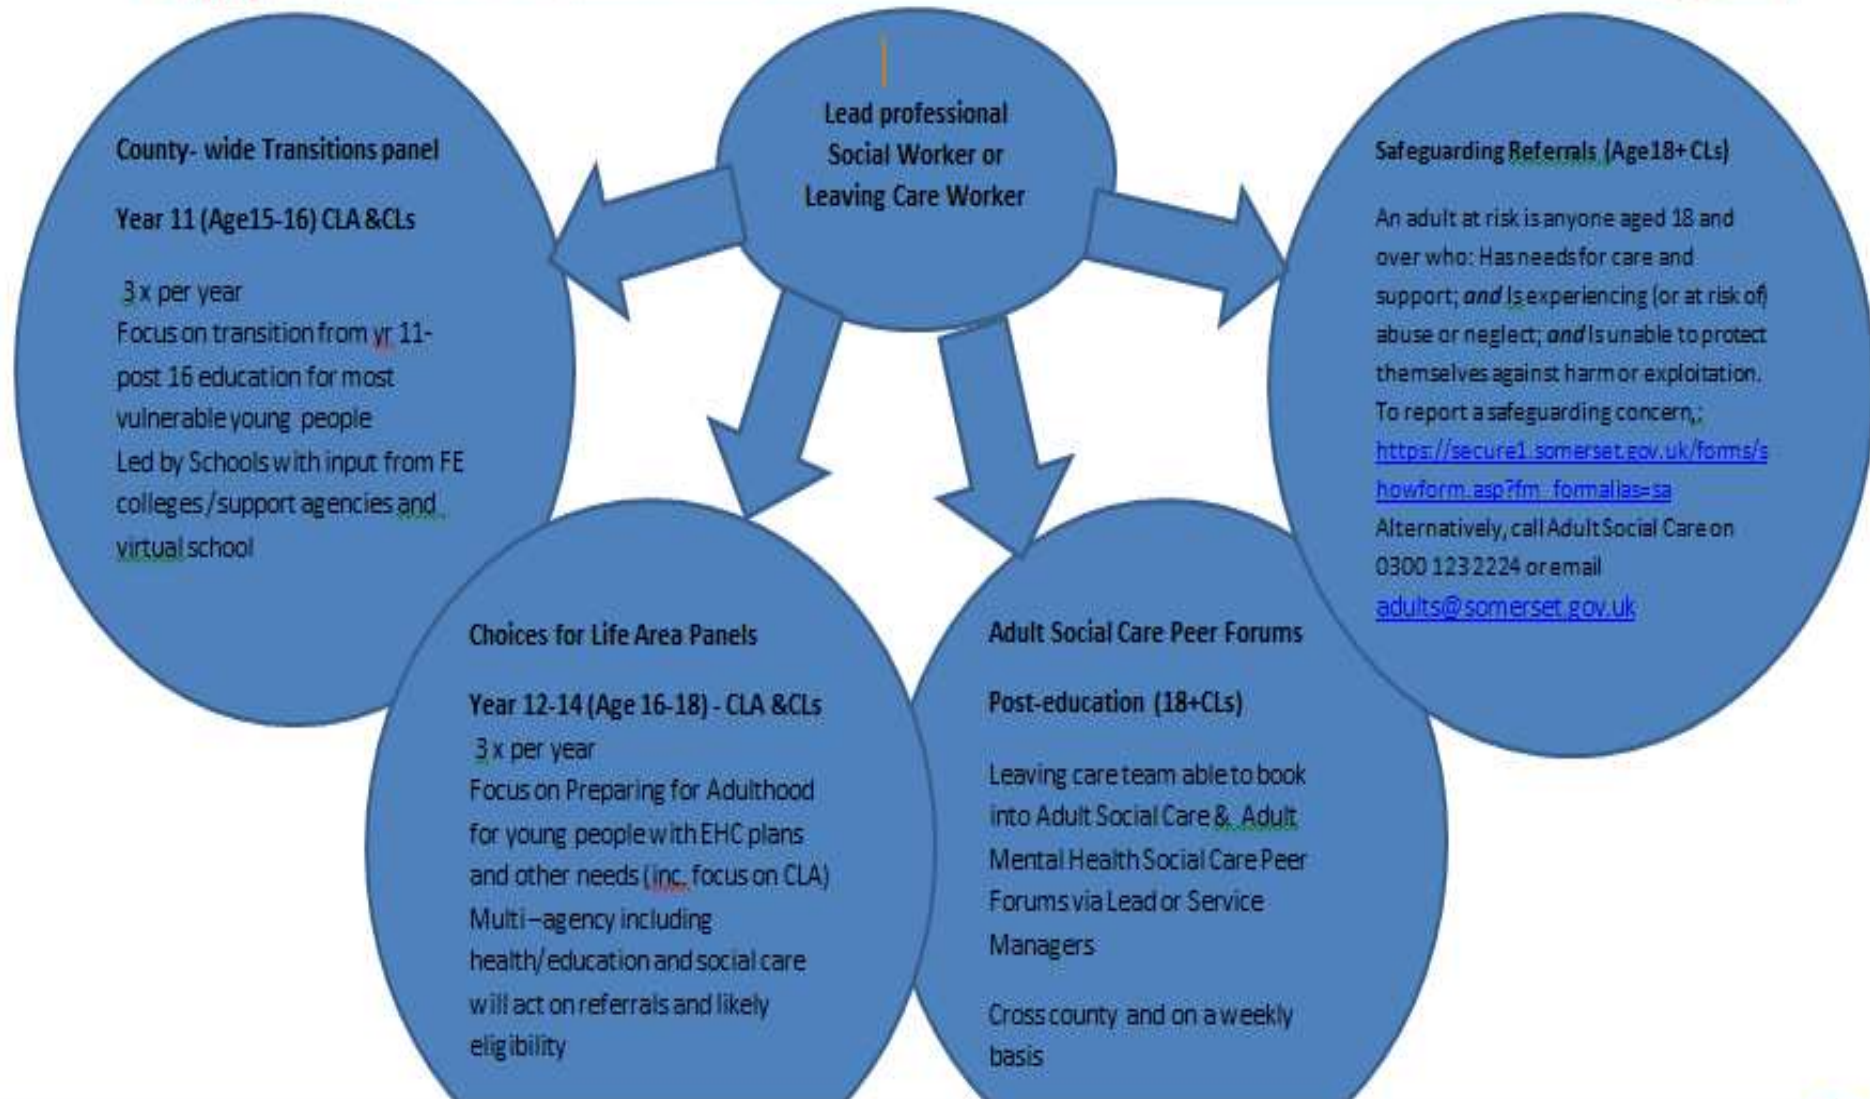 Lead professional
Social Worker or
Leaving Care Worker
County- wide Transitions panel
Year 11 (Age15-16) CLA &CLs
3 x per year
Focus on transition from yr 11-
post 16 education for most
vulnerable young people
Led by Schools with input from FE
colleges / support agencies and
virtual school
Choices for Life Area Panels
Year 12-14 (Age 16-18) - CLA &CLs
3 x per year
Focus on Preparing for Adulthood
for young people with EHC plans
and other needs (inc. focus on CLA)
Multi –agency including
health/education and social care
will act on referrals and likely
eligibility
Adult Social Care Peer Forums
Post-education (18+CLs)
Leaving care team able to book
into Adult Social Care & Adult
Mental Health Social Care Peer
Forums via Lead or Service
Managers
Cross county and on a weekly
basis
Safeguarding Referrals (Age18+ CLs)
An adult at risk is anyone aged 18 and
over who: Has needs for care and
support; and Is experiencing (or at risk of)
abuse or neglect; and Is unable to protect
themselves against harm or exploitation.
To report a safeguarding concern,:
https://secure1.somerset.gov.uk/forms/s
howform.asp?fm_formalias=sa
Alternatively, call Adult Social Care on
0300 123 2224 or email
adults@somerset.gov.uk